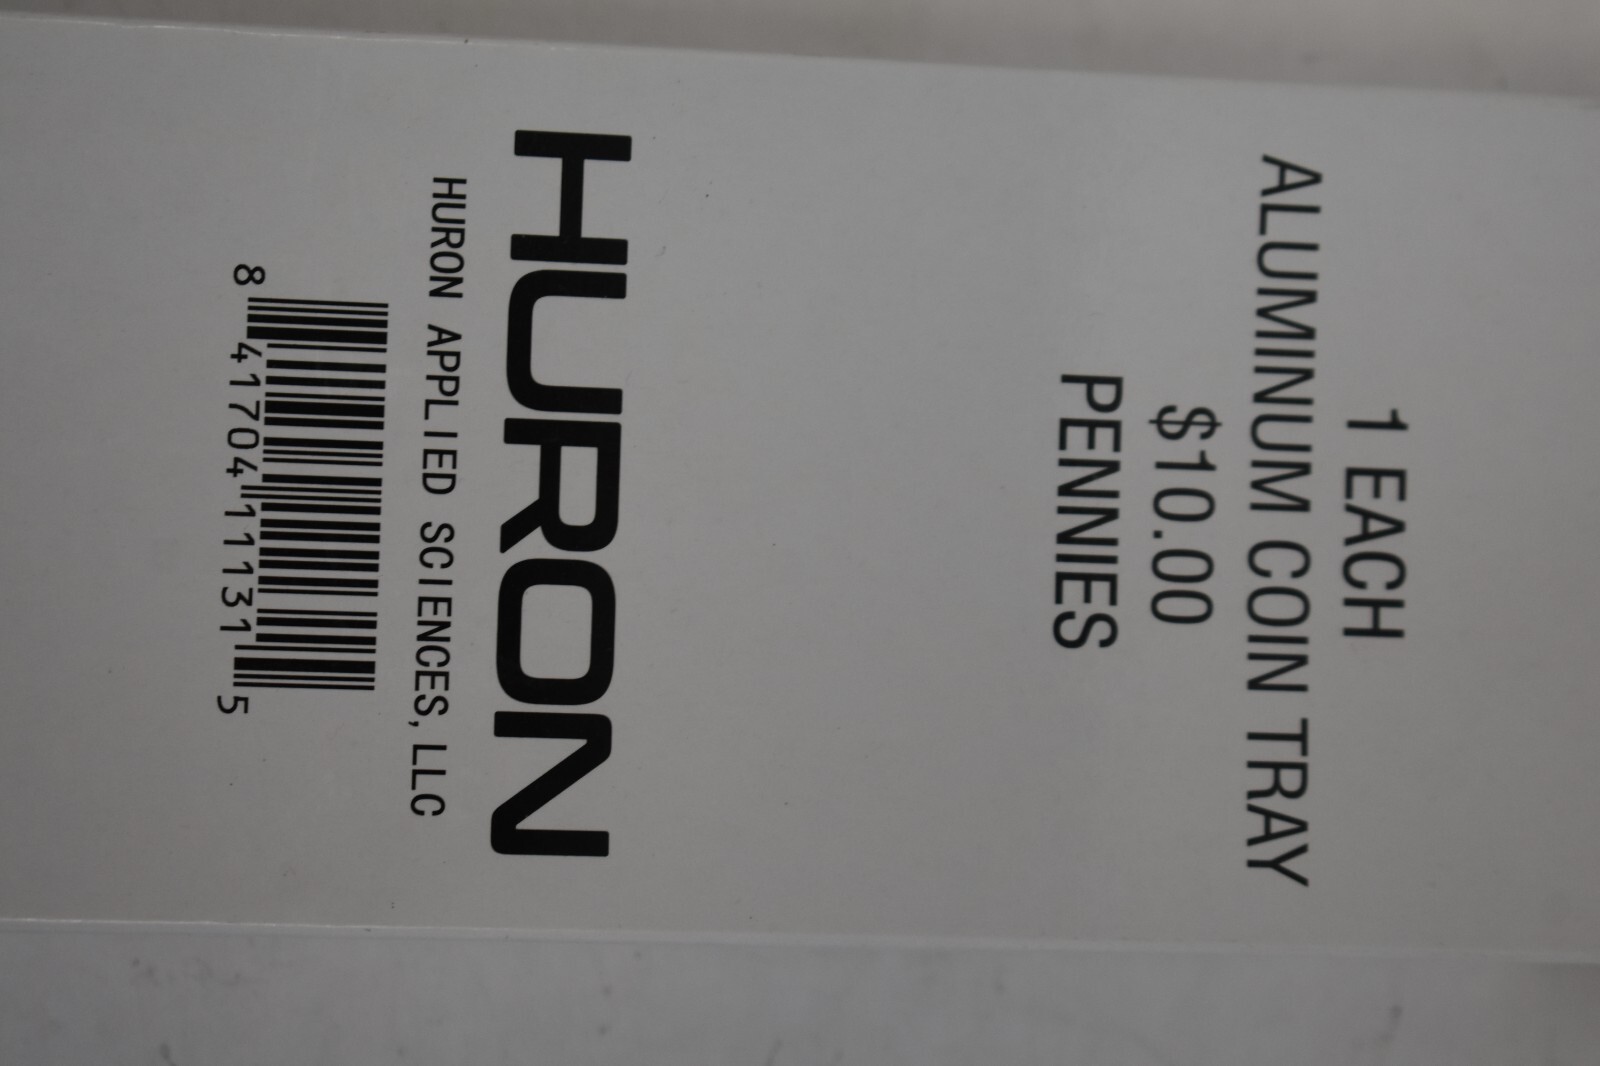 1 EACH
ALUMINUM COIN TRAY
$10.00
PENNIES
HURON
HURON APPLIED SCIENCES, LLC
8 41704 11131 5